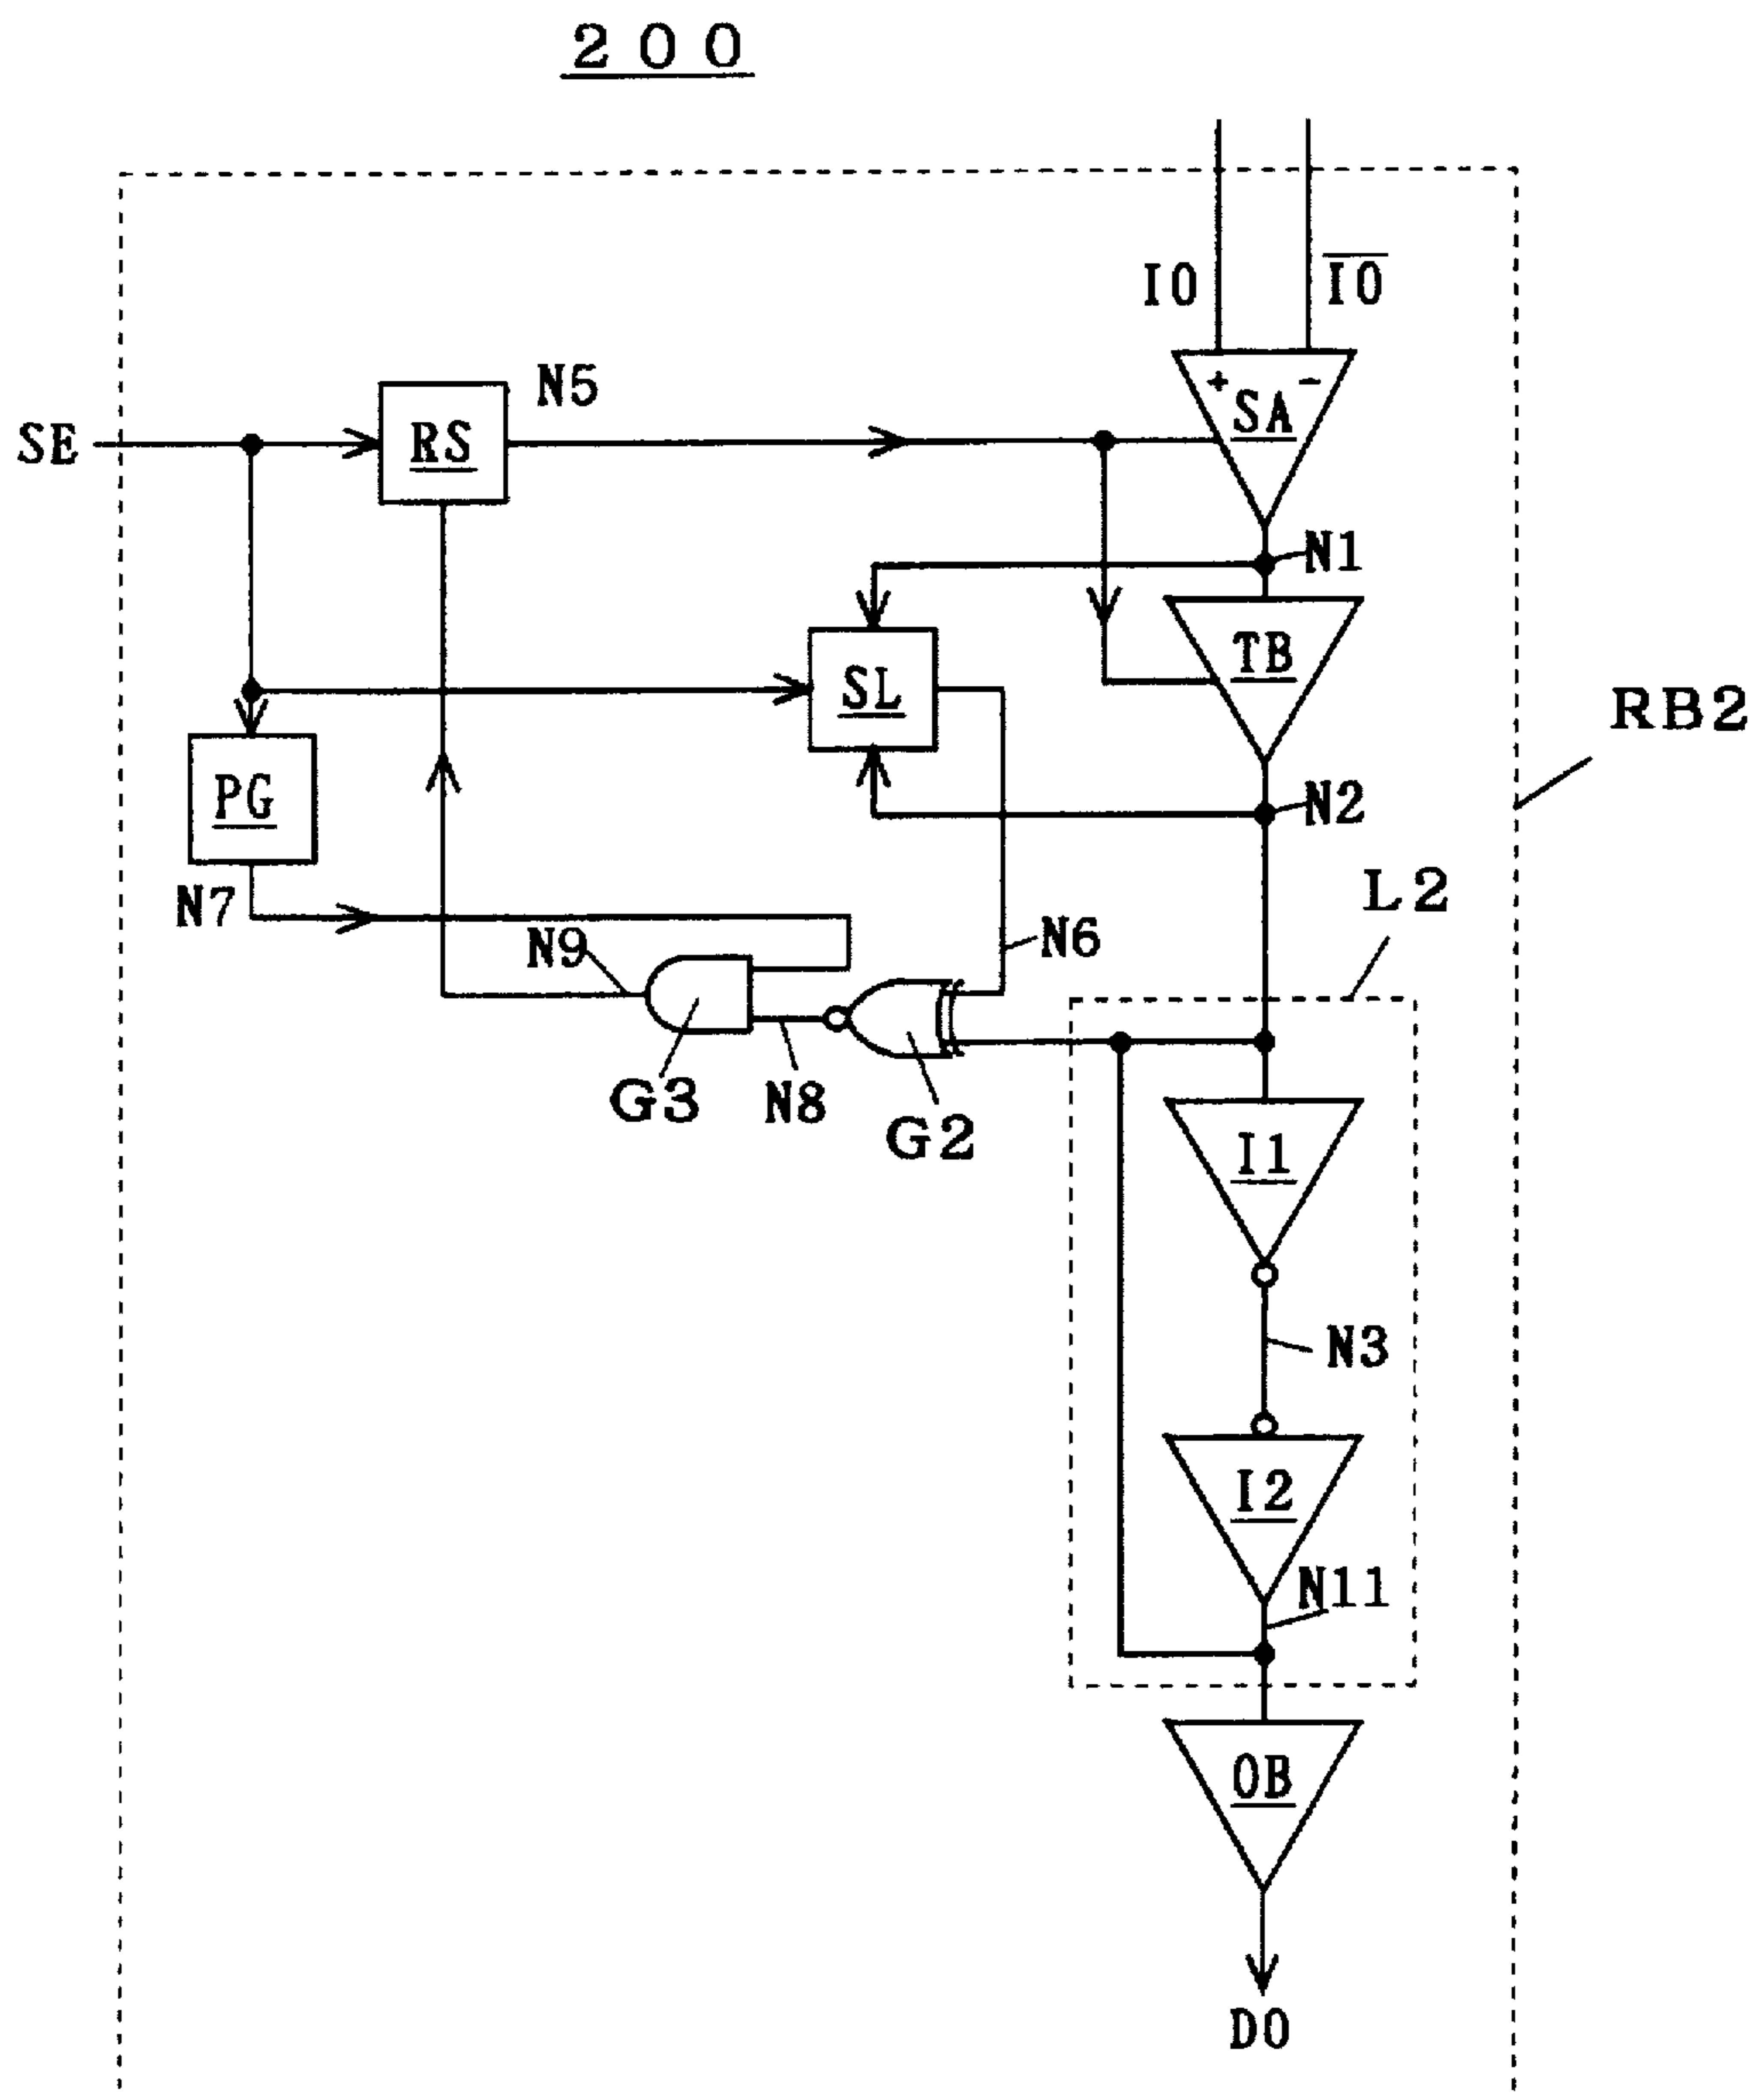 200
IO
I̅O̅
+
-
SA
SE
RS
N5
N1
TB
SL
RB2
PG
N2
N7
L2
N9
N6
G3
N8
G2
I1
N3
I2
N11
OB
DO